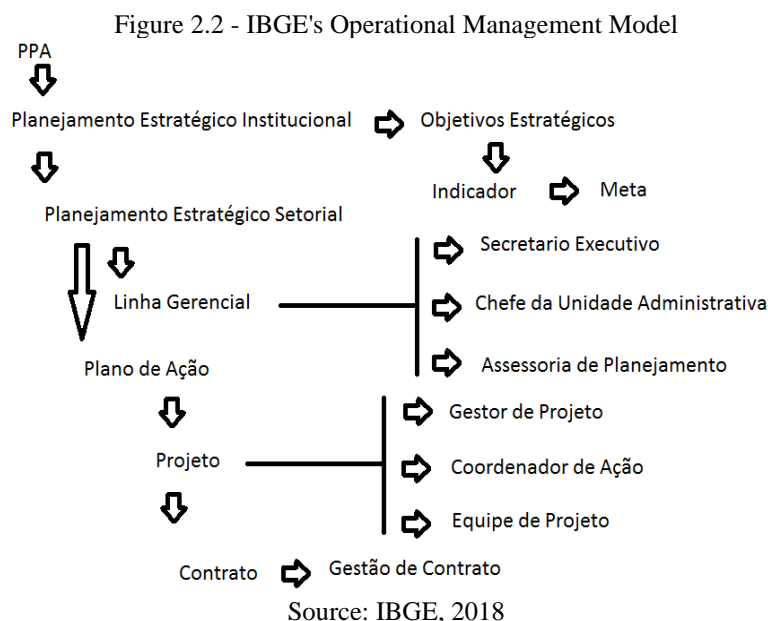 Figure 2.2 - IBGE's Operational Management Model
PPA
Planejamento Estratégico Institucional
Objetivos Estratégicos
Indicador
Meta
Planejamento Estratégico Setorial
Secretario Executivo
Linha Gerencial
Chefe da Unidade Administrativa
Assessoria de Planejamento
Plano de Ação
Gestor de Projeto
Projeto
Coordenador de Ação
Equipe de Projeto
Contrato
Gestão de Contrato
Source: IBGE, 2018